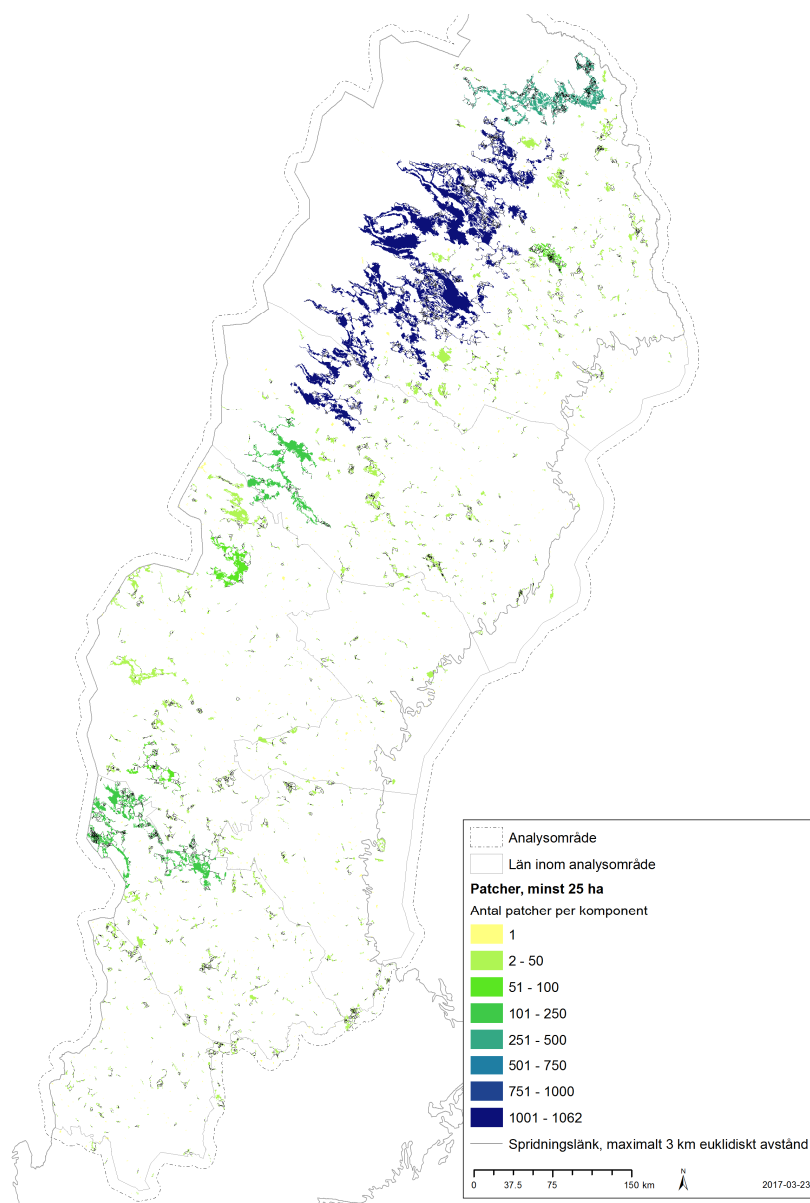 Analysområde
Län inom analysområde
Patcher, minst 25 ha
Antal patcher per komponent
1
2 - 50
51 - 100
101 - 250
251 - 500
501 - 750
751 - 1000
1001 - 1062
Spridningslänk, maximalt 3 km euklidiskt avstånd
0 37.5 75 150 km
N
2017-03-23